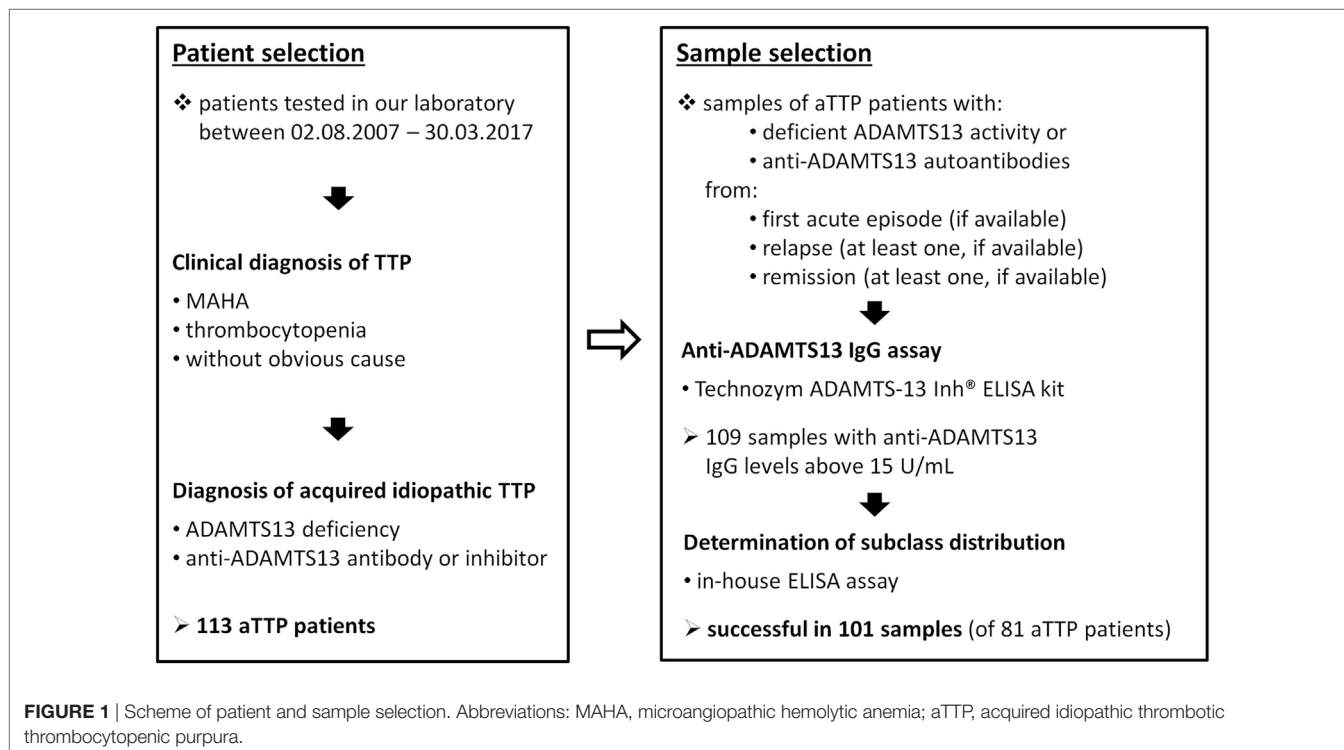 Patient selection
❖ patients tested in our laboratory
between 02.08.2007 – 30.03.2017
Clinical diagnosis of TTP
• MAHA
• thrombocytopenia
• without obvious cause
Diagnosis of acquired idiopathic TTP
• ADAMTS13 deficiency
• anti-ADAMTS13 antibody or inhibitor
➢ 113 aTTP patients
Sample selection
❖ samples of aTTP patients with:
• deficient ADAMTS13 activity or
• anti-ADAMTS13 autoantibodies
from:
• first acute episode (if available)
• relapse (at least one, if available)
• remission (at least one, if available)
Anti-ADAMTS13 IgG assay
• Technozym ADAMTS-13 Inh® ELISA kit
➢ 109 samples with anti-ADAMTS13
IgG levels above 15 U/mL
Determination of subclass distribution
• in-house ELISA assay
➢ successful in 101 samples (of 81 aTTP patients)
FIGURE 1 | Scheme of patient and sample selection. Abbreviations: MAHA, microangiopathic hemolytic anemia; aTTP, acquired idiopathic thrombotic
thrombocytopenic purpura.